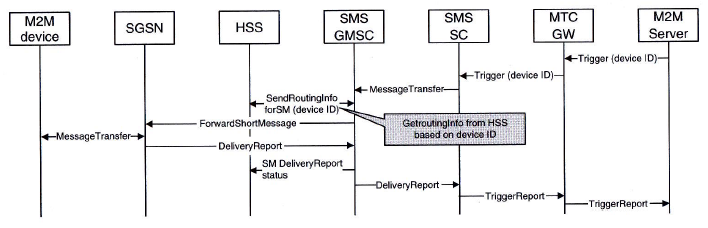 M2M
device
SGSN
HSS
SMS
GMSC
SMS
SC
MTC
GW
M2M
Server
Trigger (device ID)
Trigger (device ID)
MessageTransfer
SendRoutingInfo
forSM (device ID)
GetroutingInfo from HSS
based on device ID
ForwardShortMessage
MessageTransfer
DeliveryReport
SM DeliveryReport
status
DeliveryReport
TriggerReport
TriggerReport